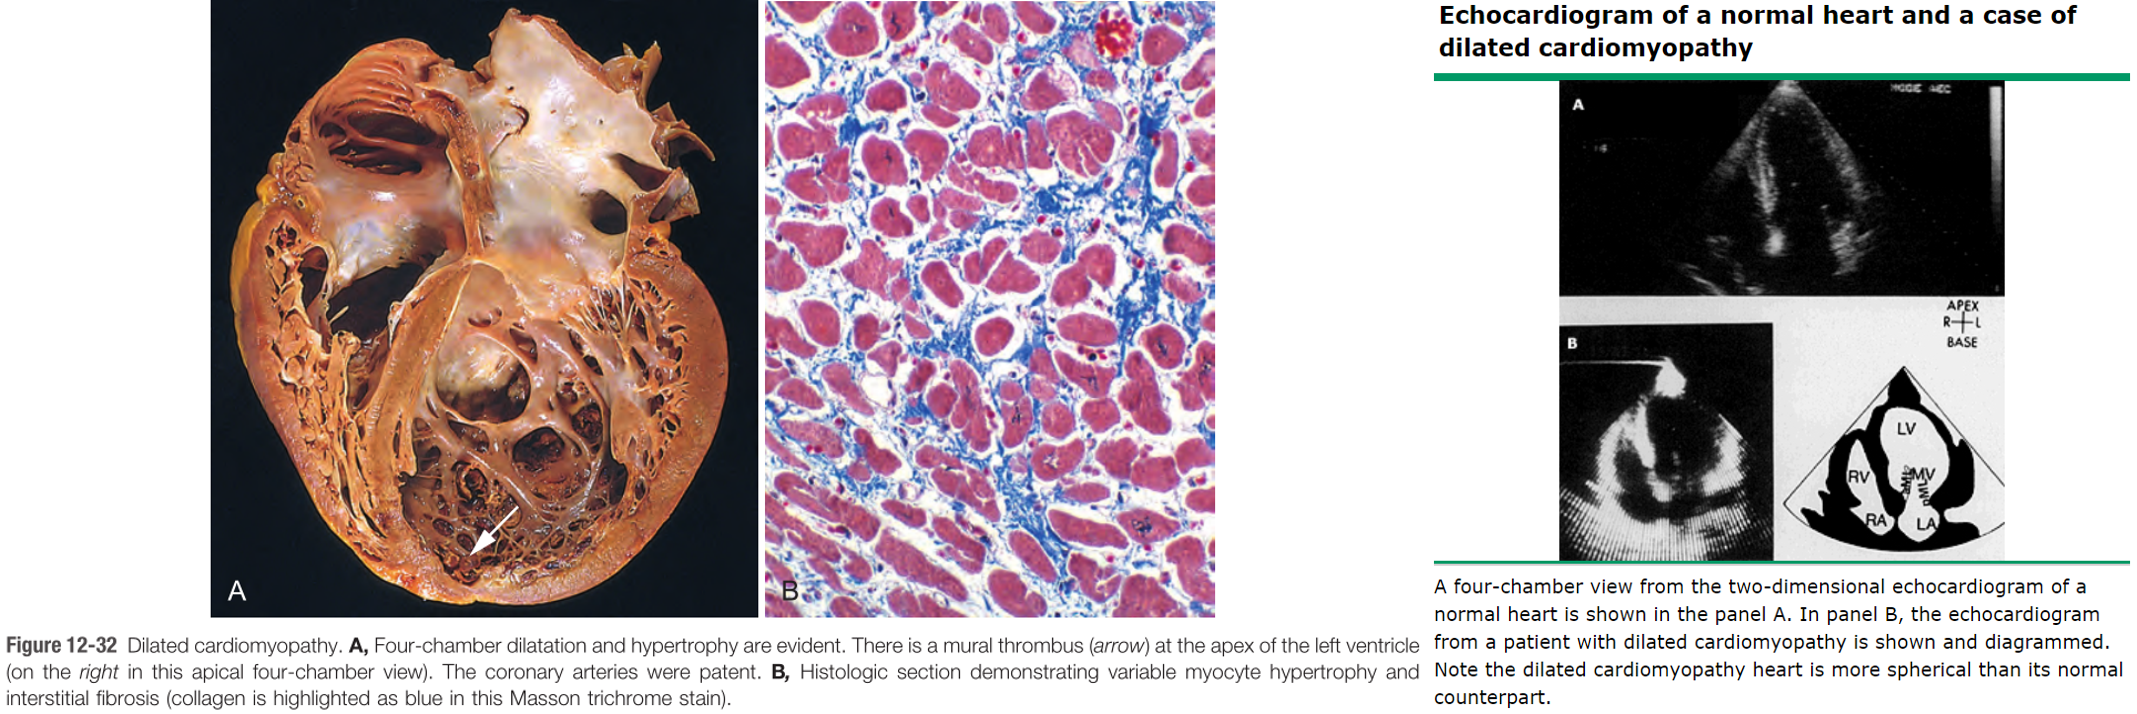 A
B
Figure 12-32 Dilated cardiomyopathy. A, Four-chamber dilatation and hypertrophy are evident. There is a mural thrombus (arrow) at the apex of the left ventricle
(on the right in this apical four-chamber view). The coronary arteries were patent. B, Histologic section demonstrating variable myocyte hypertrophy and
interstitial fibrosis (collagen is highlighted as blue in this Masson trichrome stain).
Echocardiogram of a normal heart and a case of
dilated cardiomyopathy
A
APEX
R L
BASE
B
LV
RV
MV
RA
LA
A four-chamber view from the two-dimensional echocardiogram of a
normal heart is shown in the panel A. In panel B, the echocardiogram
from a patient with dilated cardiomyopathy is shown and diagrammed.
Note the dilated cardiomyopathy heart is more spherical than its normal
counterpart.